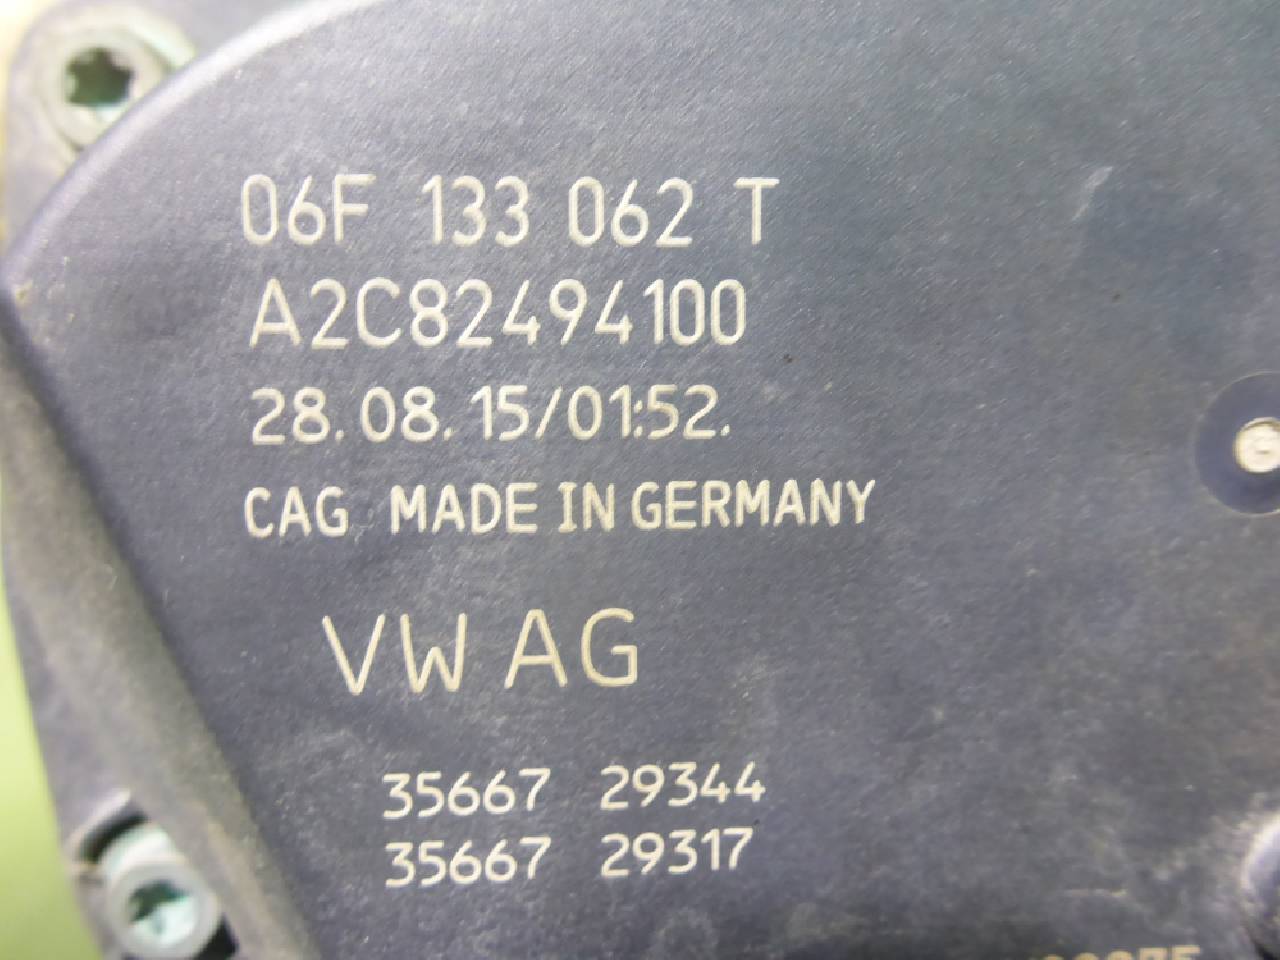 06F 133 062 T
A2C82494100
28.08.15/01:52.
CAG MADE IN GERMANY
VW AG
35667 29344
35667 29317